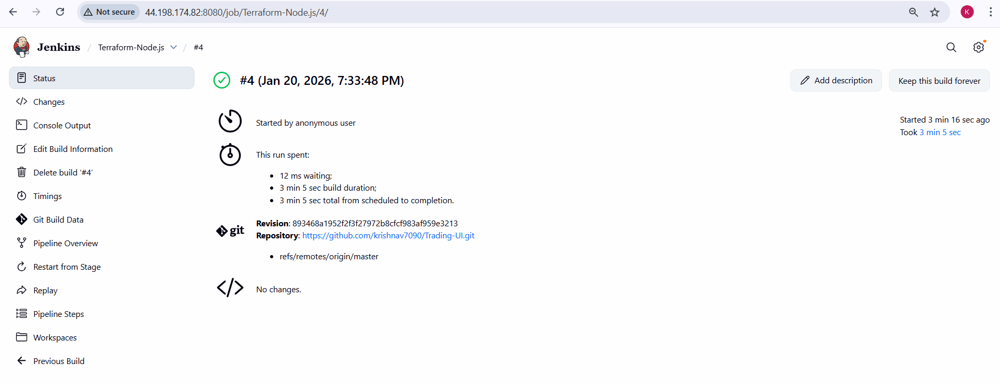 Not secure 44.198.174.82:8080/job/Terraform-Node.js/4/
K
Jenkins / Terraform-Node.js / #4
Status
Changes
Console Output
Edit Build Information
Delete build ‘#4’
Timings
Git Build Data
Pipeline Overview
Restart from Stage
Replay
Pipeline Steps
Workspaces
Previous Build
#4 (Jan 20, 2026, 7:33:48 PM)
Add description
Keep this build forever
Started by anonymous user
Started 3 min 16 sec ago
Took 3 min 5 sec
This run spent:
12 ms waiting;
3 min 5 sec build duration;
3 min 5 sec total from scheduled to completion.
git
Revision: 893468a1952f2f3f27972b8cfcf983af959e3213
Repository: https://github.com/krishnav7090/Trading-UI.git
refs/remotes/origin/master
No changes.